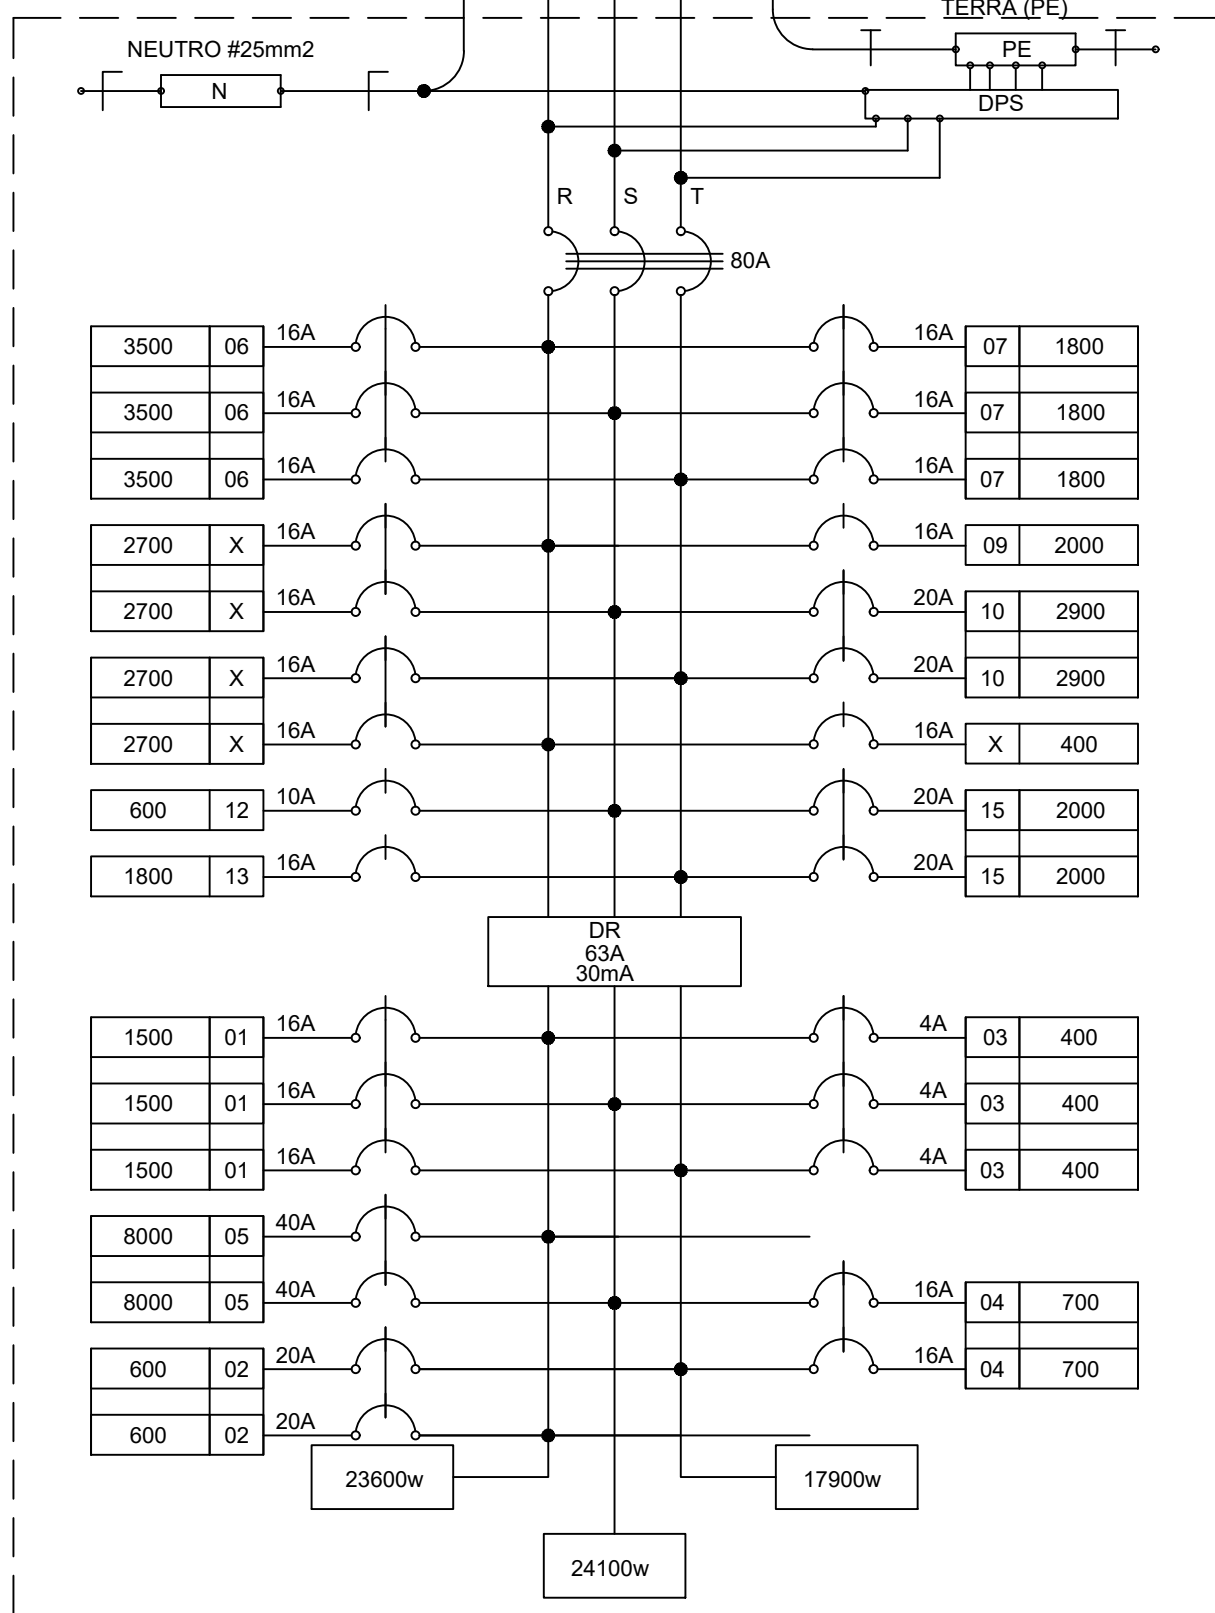 TERRA (PE)
NEUTRO #25mm2
PE
N
DPS
R S T
80A
3500 06 16A 16A 07 1800
3500 06 16A 16A 07 1800
3500 06 16A 16A 07 1800
2700 X 16A 16A 09 2000
2700 X 16A 20A 10 2900
2700 X 16A 20A 10 2900
2700 X 16A 16A X 400
600 12 10A 20A 15 2000
1800 13 16A 20A 15 2000
DR
63A
30mA
1500 01 16A 4A 03 400
1500 01 16A 4A 03 400
1500 01 16A 4A 03 400
8000 05 40A
8000 05 40A 16A 04 700
600 02 20A 16A 04 700
600 02 20A
23600w 17900w
24100w